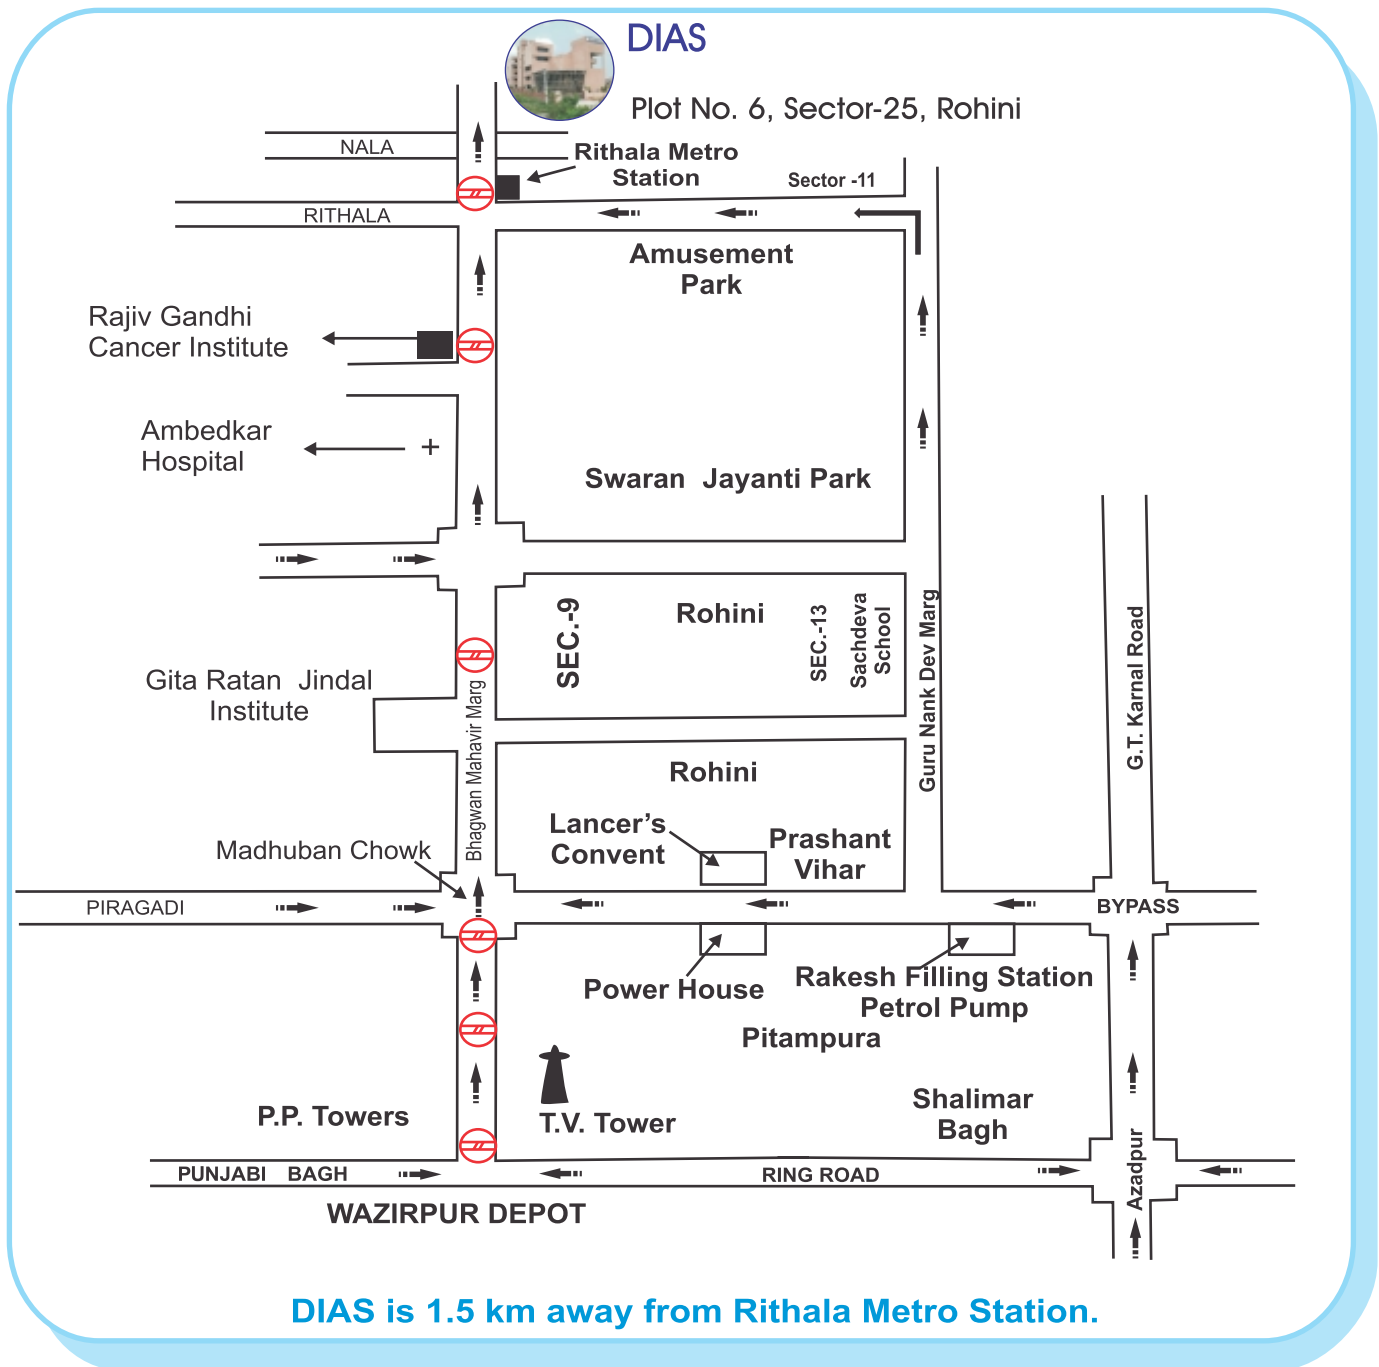 DIAS
Plot No. 6, Sector-25, Rohini
NALA
Rithala Metro
Station
Sector -11
RITHALA
Amusement
Park
Rajiv Gandhi
Cancer Institute
Ambedkar
Hospital
Swaran Jayanti Park
SEC.-9
Rohini
SEC.-13
Sachdeva
School
Guru Nank Dev Marg
G.T. Karnal Road
Gita Ratan Jindal
Institute
Bhagwan Mahavir Marg
Rohini
Lancer's
Convent
Prashant
Vihar
Madhuban Chowk
PIRAGADI
BYPASS
Power House
Rakesh Filling Station
Petrol Pump
Pitampura
P.P. Towers
T.V. Tower
Shalimar
Bagh
Azadpur
PUNJABI BAGH
RING ROAD
WAZIRPUR DEPOT
DIAS is 1.5 km away from Rithala Metro Station.